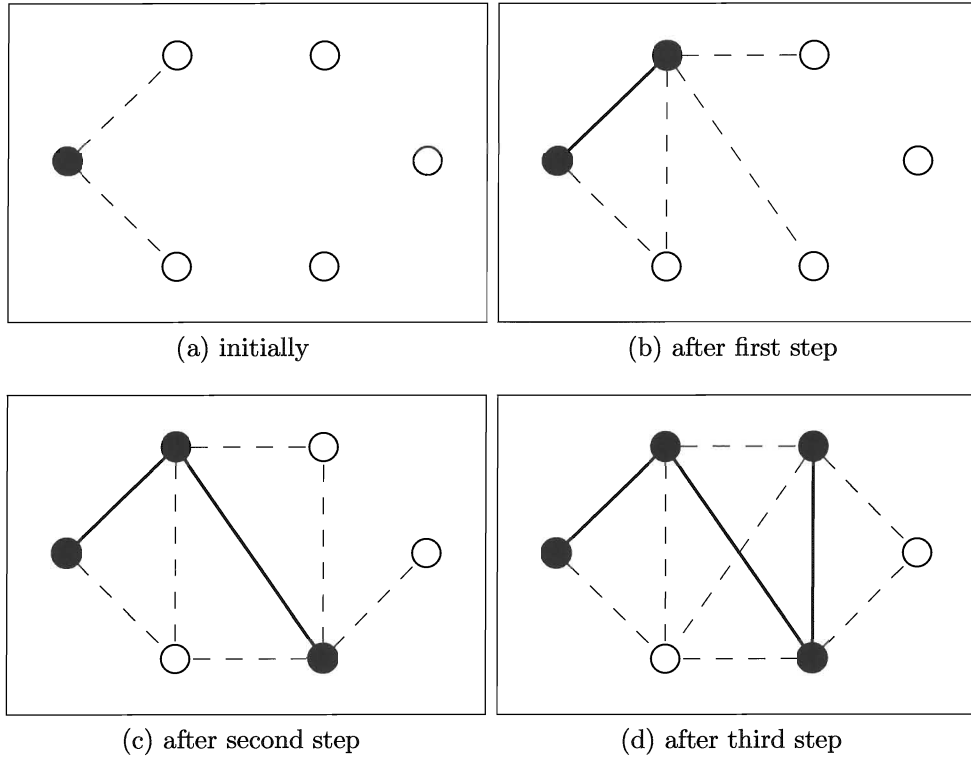 (a) initially
(b) after first step
(c) after second step
(d) after third step